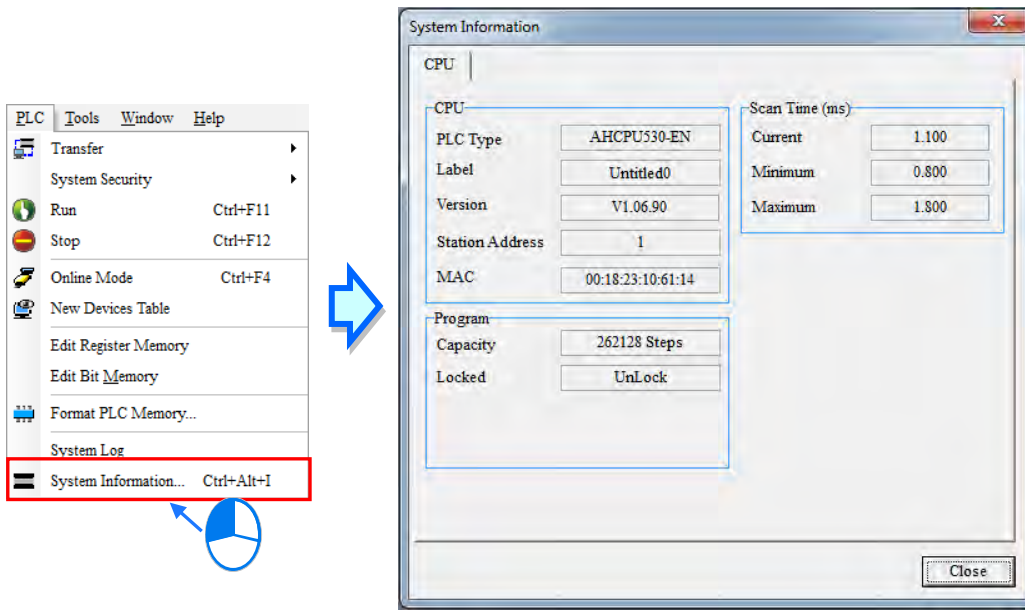 PLC Tools Window Help
Transfer
System Security
Run Ctrl+F11
Stop Ctrl+F12
Online Mode Ctrl+F4
New Devices Table
Edit Register Memory
Edit Bit Memory
Format PLC Memory...
System Log
System Information... Ctrl+Alt+I
System Information
CPU
CPU
PLC Type AHCPU530-EN
Label Untitled0
Version V1.06.90
Station Address 1
MAC 00:18:23:10:61:14
Program
Capacity 262128 Steps
Locked UnLock
Scan Time (ms)
Current 1.100
Minimum 0.800
Maximum 1.800
Close